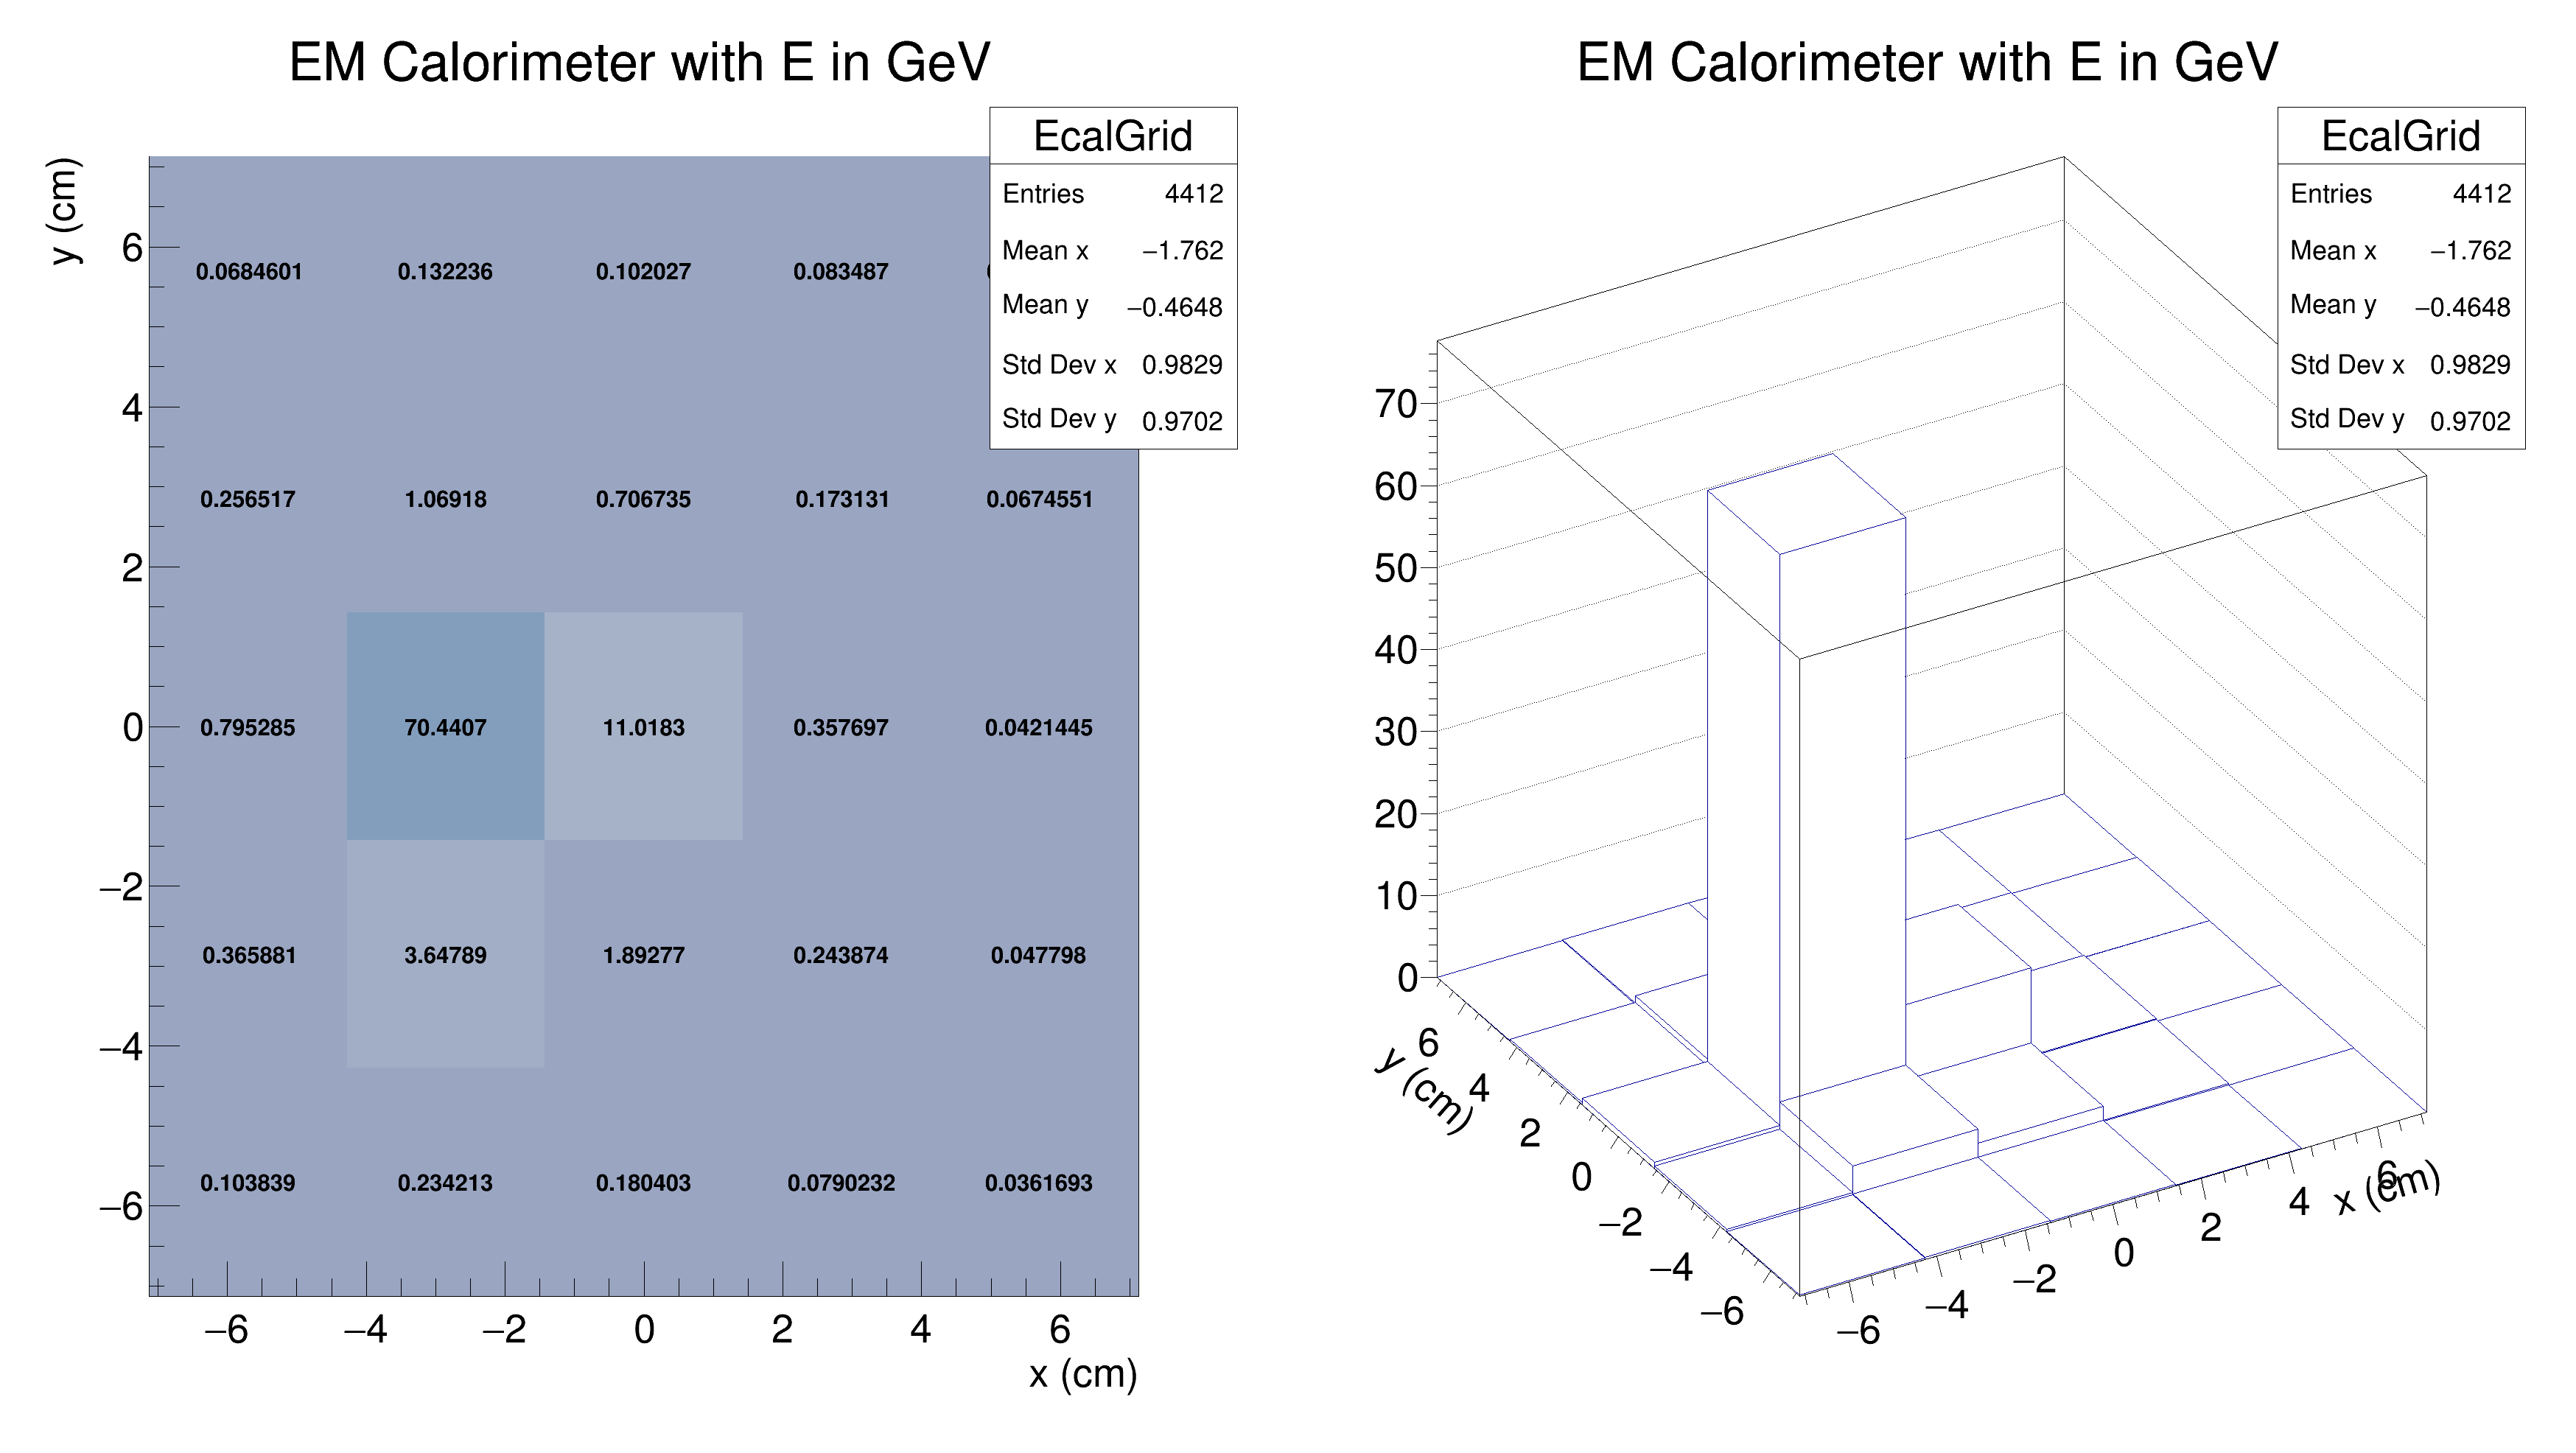 EM Calorimeter with E in GeV
EcalGrid
Entries 4412
Mean x −1.762
Mean y −0.4648
Std Dev x 0.9829
Std Dev y 0.9702
y (cm)
6
4
2
0
−2
−4
−6
0.0684601 0.132236 0.102027 0.083487
0.256517 1.06918 0.706735 0.173131 0.0674551
0.795285 70.4407 11.0183 0.357697 0.0421445
0.365881 3.64789 1.89277 0.243874 0.047798
0.103839 0.234213 0.180403 0.0790232 0.0361693
−6 −4 −2 0 2 4 6
x (cm)
EM Calorimeter with E in GeV
EcalGrid
Entries 4412
Mean x −1.762
Mean y −0.4648
Std Dev x 0.9829
Std Dev y 0.9702
70
60
50
40
30
20
10
0
y (cm)
6
4
2
0
−2
−4
−6
−6 −4 −2 0 2 4 6
x (cm)